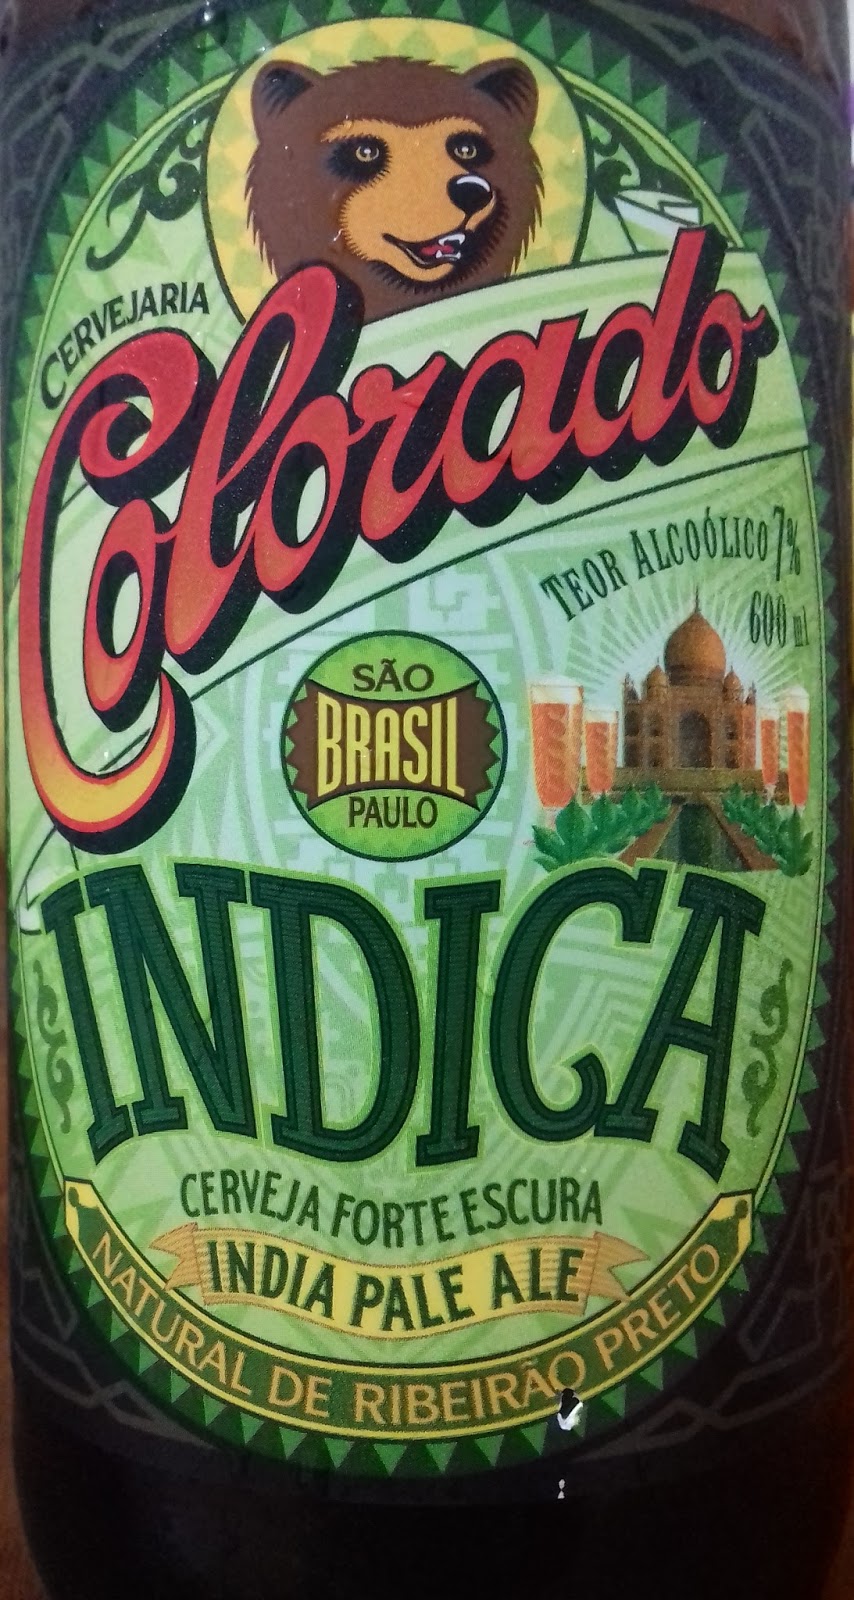 CERVEJARIA
Colorado
TEOR ALCOÓLICO 7%
600 ml
SÃO
BRASIL
PAULO
INDICA
CERVEJA FORTE ESCURA
INDIA PALE ALE
NATURAL DE RIBEIRÃO PRETO